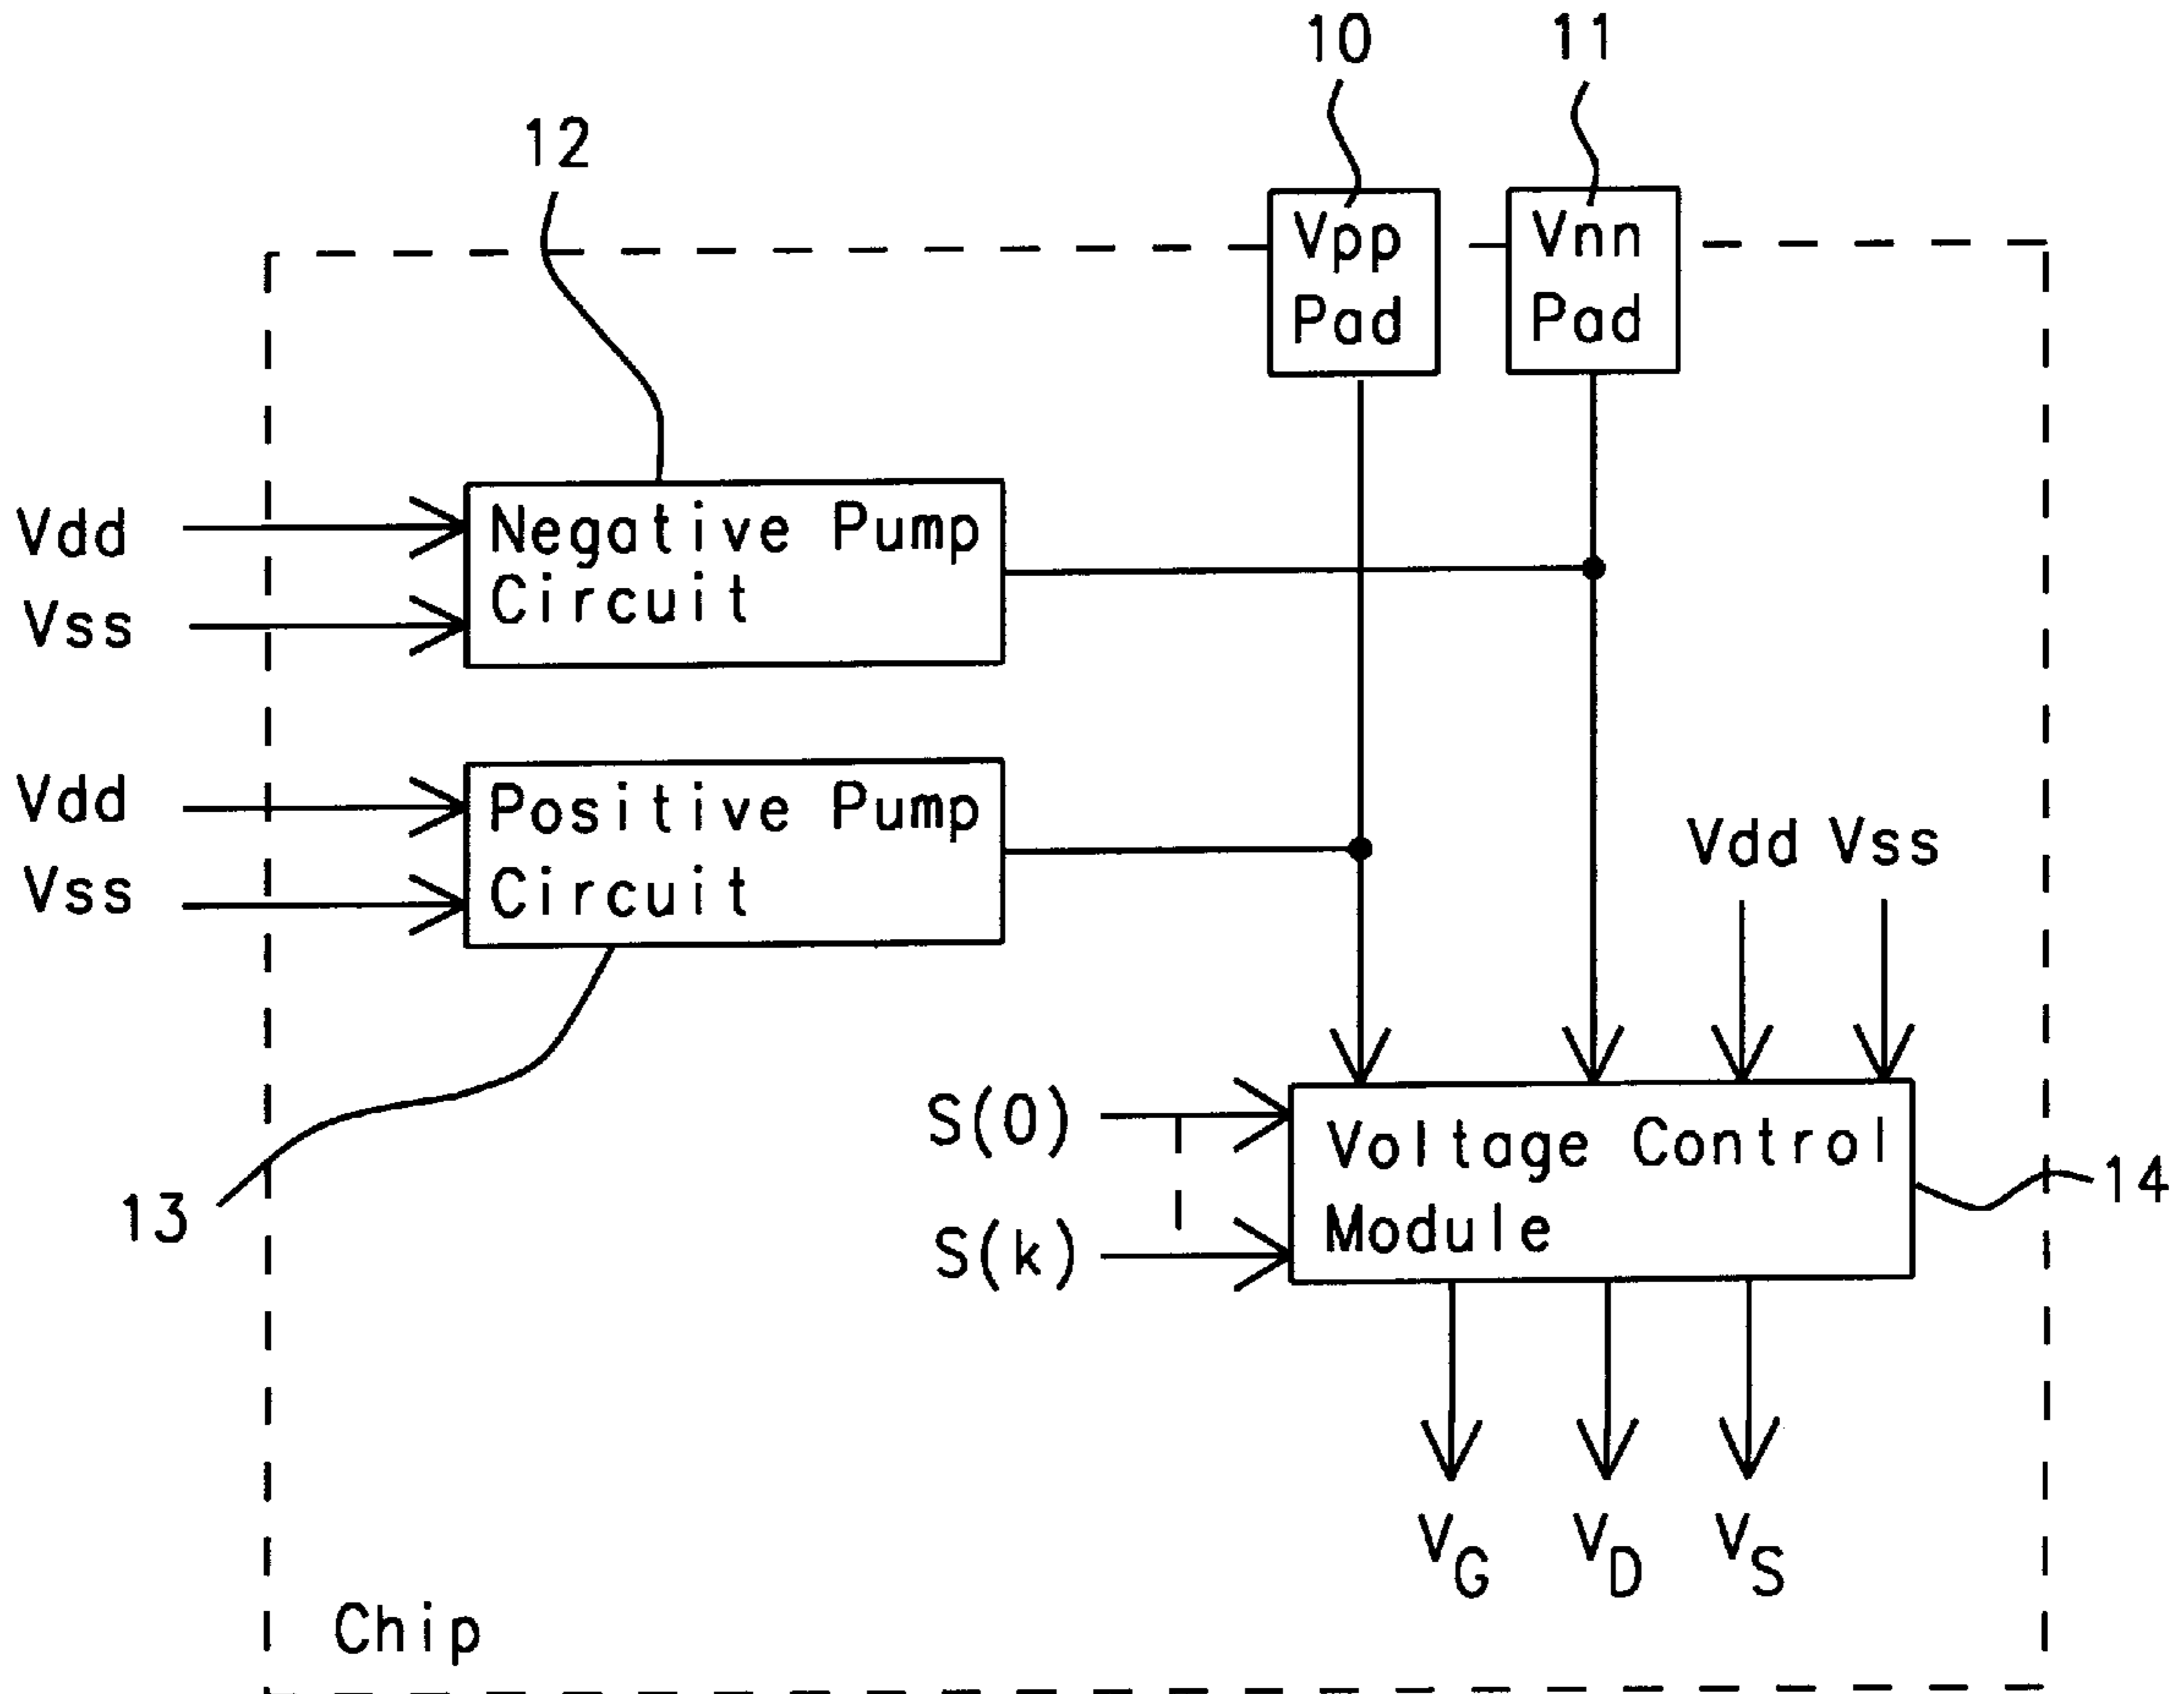 10
11
12
Vpp
Pad
Vnn
Pad
Vdd
Vss
Negative Pump
Circuit
Vdd
Vss
Positive Pump
Circuit
Vdd Vss
S(0)
S(k)
Voltage Control
Module
13
14
VG
VD
VS
Chip